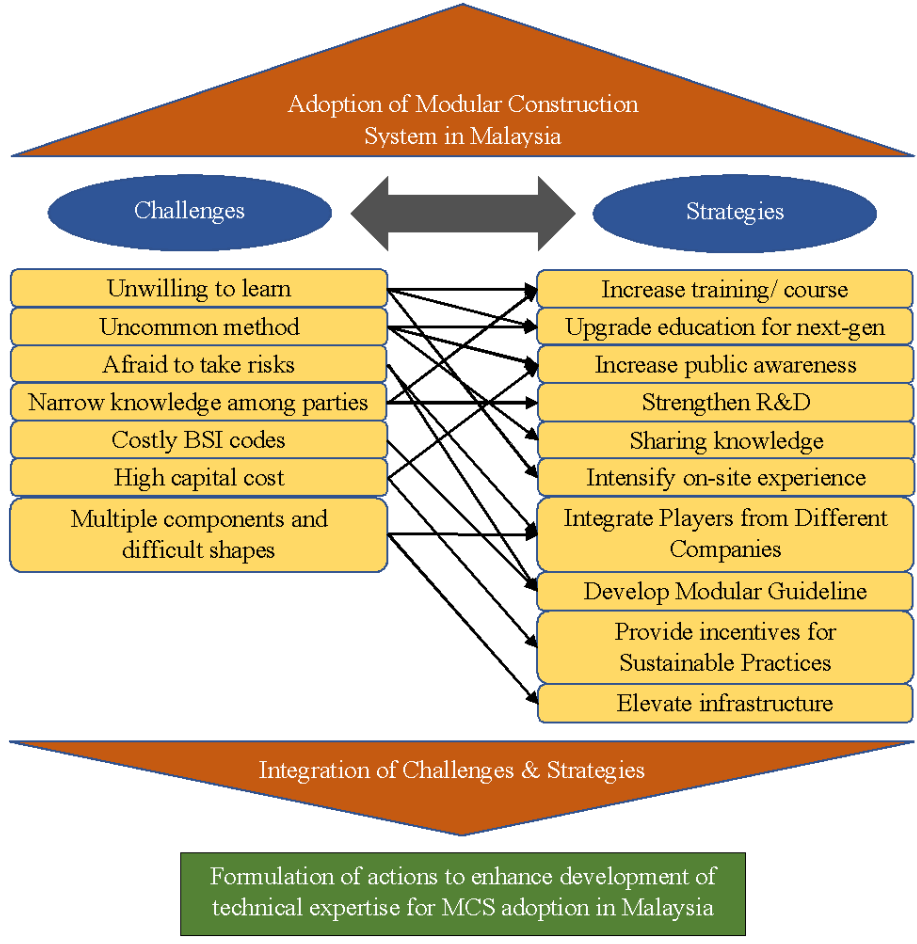 Adoption of Modular Construction
System in Malaysia
Challenges
Strategies
Unwilling to learn
Uncommon method
Afraid to take risks
Narrow knowledge among parties
Costly BSI codes
High capital cost
Multiple components and
difficult shapes
Increase training/ course
Upgrade education for next-gen
Increase public awareness
Strengthen R&D
Sharing knowledge
Intensify on-site experience
Integrate Players from Different
Companies
Develop Modular Guideline
Provide incentives for
Sustainable Practices
Elevate infrastructure
Integration of Challenges & Strategies
Formulation of actions to enhance development of
technical expertise for MCS adoption in Malaysia